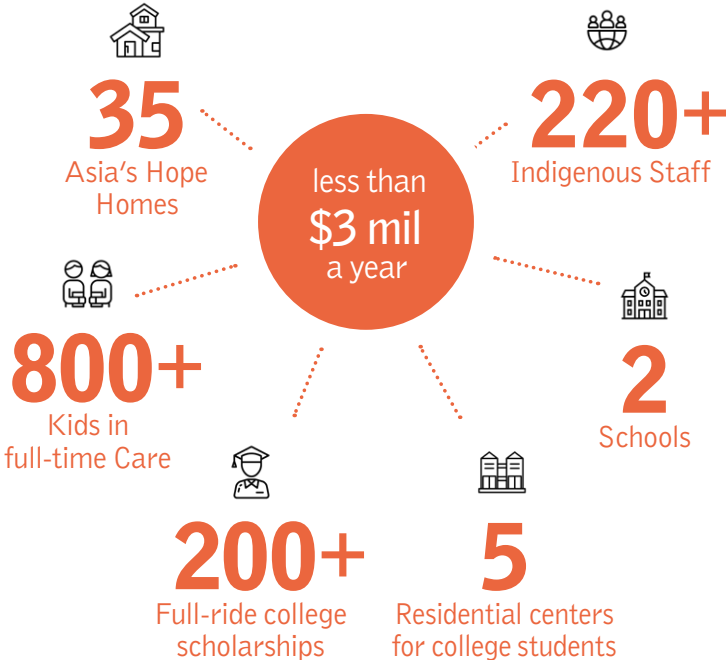 35
Asia's Hope
Homes
220+
Indigenous Staff
less than
$3 mil
a year
800+
Kids in
full-time Care
2
Schools
200+
Full-ride college
scholarships
5
Residential centers
for college students